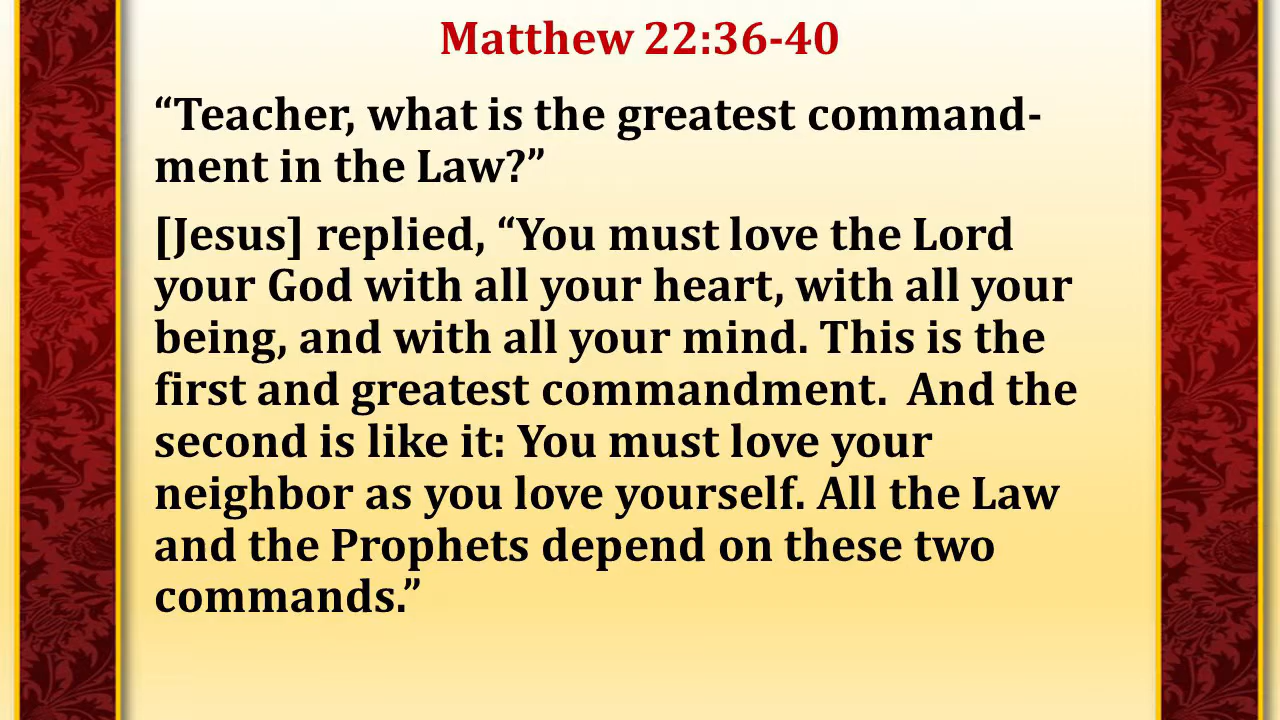 Matthew 22:36-40
“Teacher, what is the greatest command-
ment in the Law?”
[Jesus] replied, “You must love the Lord
your God with all your heart, with all your
being, and with all your mind. This is the
first and greatest commandment.  And the
second is like it: You must love your
neighbor as you love yourself. All the Law
and the Prophets depend on these two
commands.”